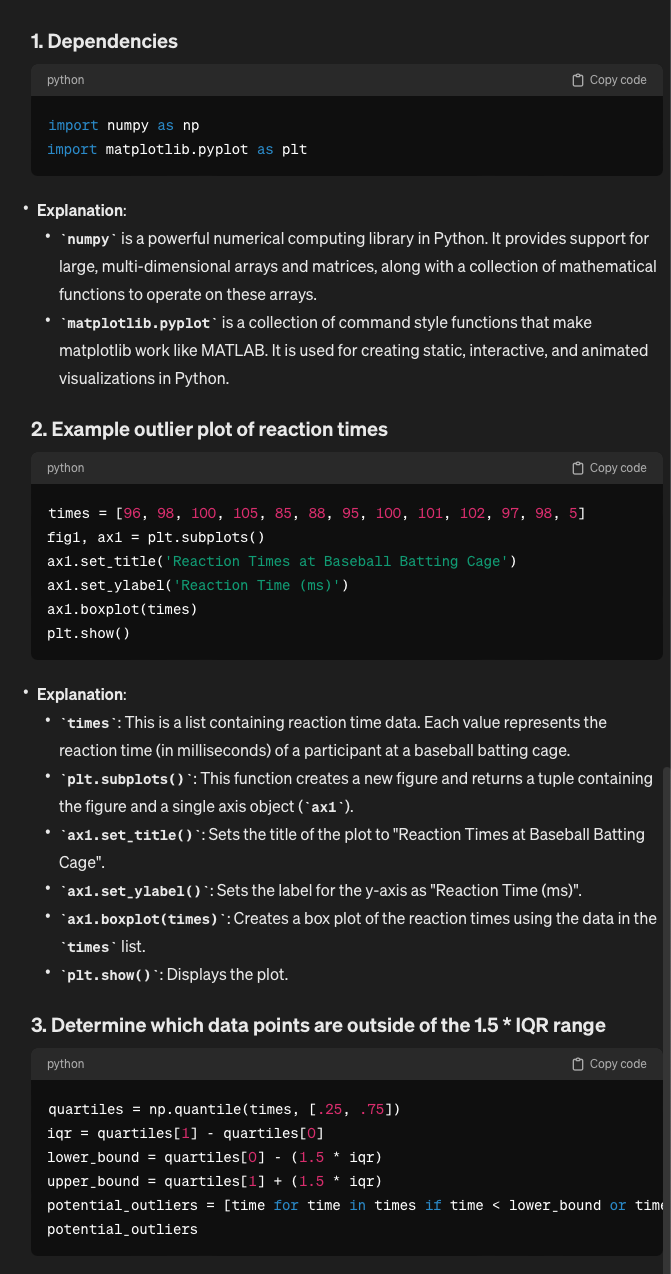 1. Dependencies
python
Copy code
import numpy as np
import matplotlib.pyplot as plt
• Explanation:
• `numpy` is a powerful numerical computing library in Python. It provides support for
large, multi-dimensional arrays and matrices, along with a collection of mathematical
functions to operate on these arrays.
• `matplotlib.pyplot` is a collection of command style functions that make
matplotlib work like MATLAB. It is used for creating static, interactive, and animated
visualizations in Python.
2. Example outlier plot of reaction times
python
Copy code
times = [96, 98, 100, 105, 85, 88, 95, 100, 101, 102, 97, 98, 5]
fig1, ax1 = plt.subplots()
ax1.set_title('Reaction Times at Baseball Batting Cage')
ax1.set_ylabel('Reaction Time (ms)')
ax1.boxplot(times)
plt.show()
• Explanation:
• `times`: This is a list containing reaction time data. Each value represents the
reaction time (in milliseconds) of a participant at a baseball batting cage.
• `plt.subplots()`: This function creates a new figure and returns a tuple containing
the figure and a single axis object (`ax1`).
• `ax1.set_title()`: Sets the title of the plot to "Reaction Times at Baseball Batting
Cage".
• `ax1.set_ylabel()`: Sets the label for the y-axis as "Reaction Time (ms)".
• `ax1.boxplot(times)`: Creates a box plot of the reaction times using the data in the
`times` list.
• `plt.show()`: Displays the plot.
3. Determine which data points are outside of the 1.5 * IQR range
python
Copy code
quartiles = np.quantile(times, [.25, .75])
iqr = quartiles[1] - quartiles[0]
lower_bound = quartiles[0] - (1.5 * iqr)
upper_bound = quartiles[1] + (1.5 * iqr)
potential_outliers = [time for time in times if time < lower_bound or time
potential_outliers